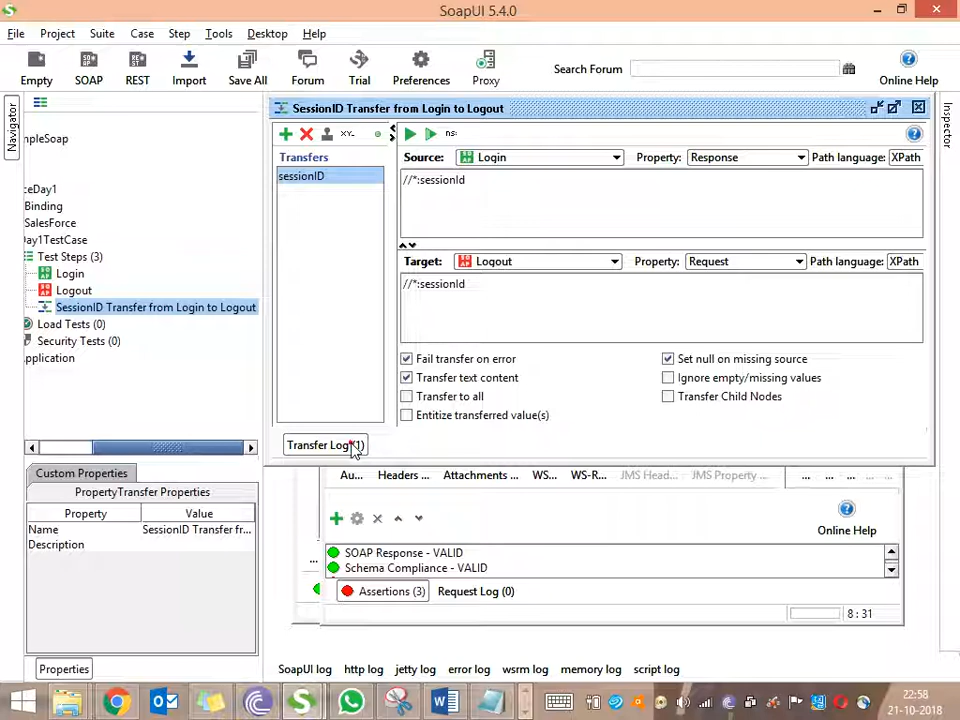 SoapUI 5.4.0
File Project Suite Case Step Tools Desktop Help
Empty SOAP REST Import Save All Forum Trial Preferences Proxy Search Forum Online Help
Navigator
Inspector
SessionID Transfer from Login to Logout
mpleSoap
ceDay1
Binding
SalesForce
Day1TestCase
Test Steps (3)
Login
Logout
SessionID Transfer from Login to Logout
Load Tests (0)
Security Tests (0)
Application
ns:
Transfers
sessionID
Source: Login Property: Response Path language: XPath
//*:sessionId
Target: Logout Property: Request Path language: XPath
//*:sessionId
Fail transfer on error Set null on missing source
Transfer text content Ignore empty/missing values
Transfer to all Transfer Child Nodes
Entitize transferred value(s)
Transfer Log (1)
Custom Properties
PropertyTransfer Properties
Property Value
Name SessionID Transfer fr...
Description
Properties
Au... Headers ... Attachments ... WS... WS-R... JMS Head... JMS Property ... ... ... ...
Online Help
SOAP Response - VALID
Schema Compliance - VALID
...
Assertions (3) Request Log (0)
8 : 31
SoapUI log http log jetty log error log wsrm log memory log script log
22:58
21-10-2018